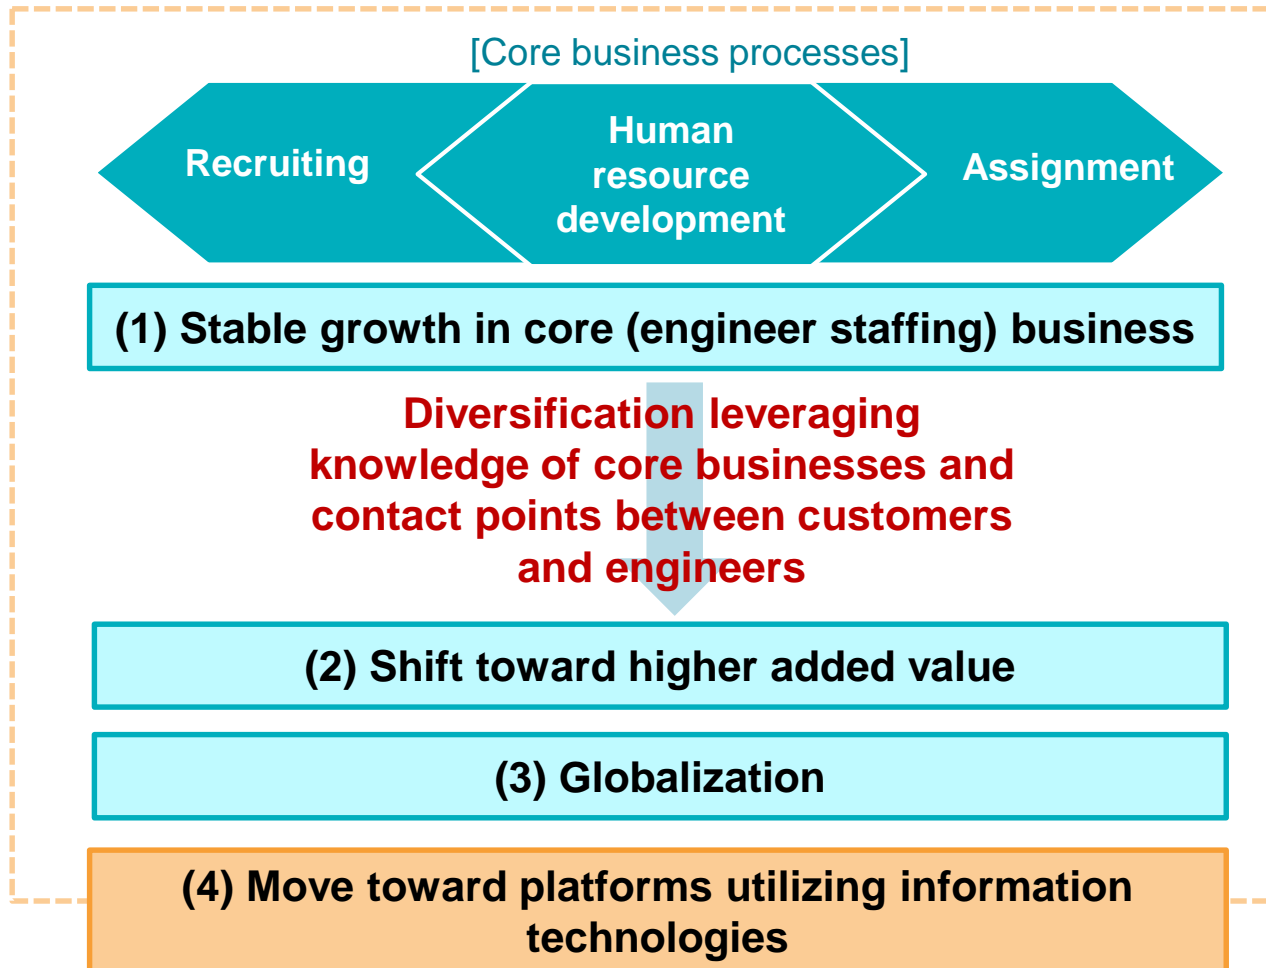 [Core business processes]
Recruiting
Human
resource
development
Assignment
(1) Stable growth in core (engineer staffing) business
Diversification leveraging
knowledge of core businesses and
contact points between customers
and engineers
(2) Shift toward higher added value
(3) Globalization
(4) Move toward platforms utilizing information
technologies